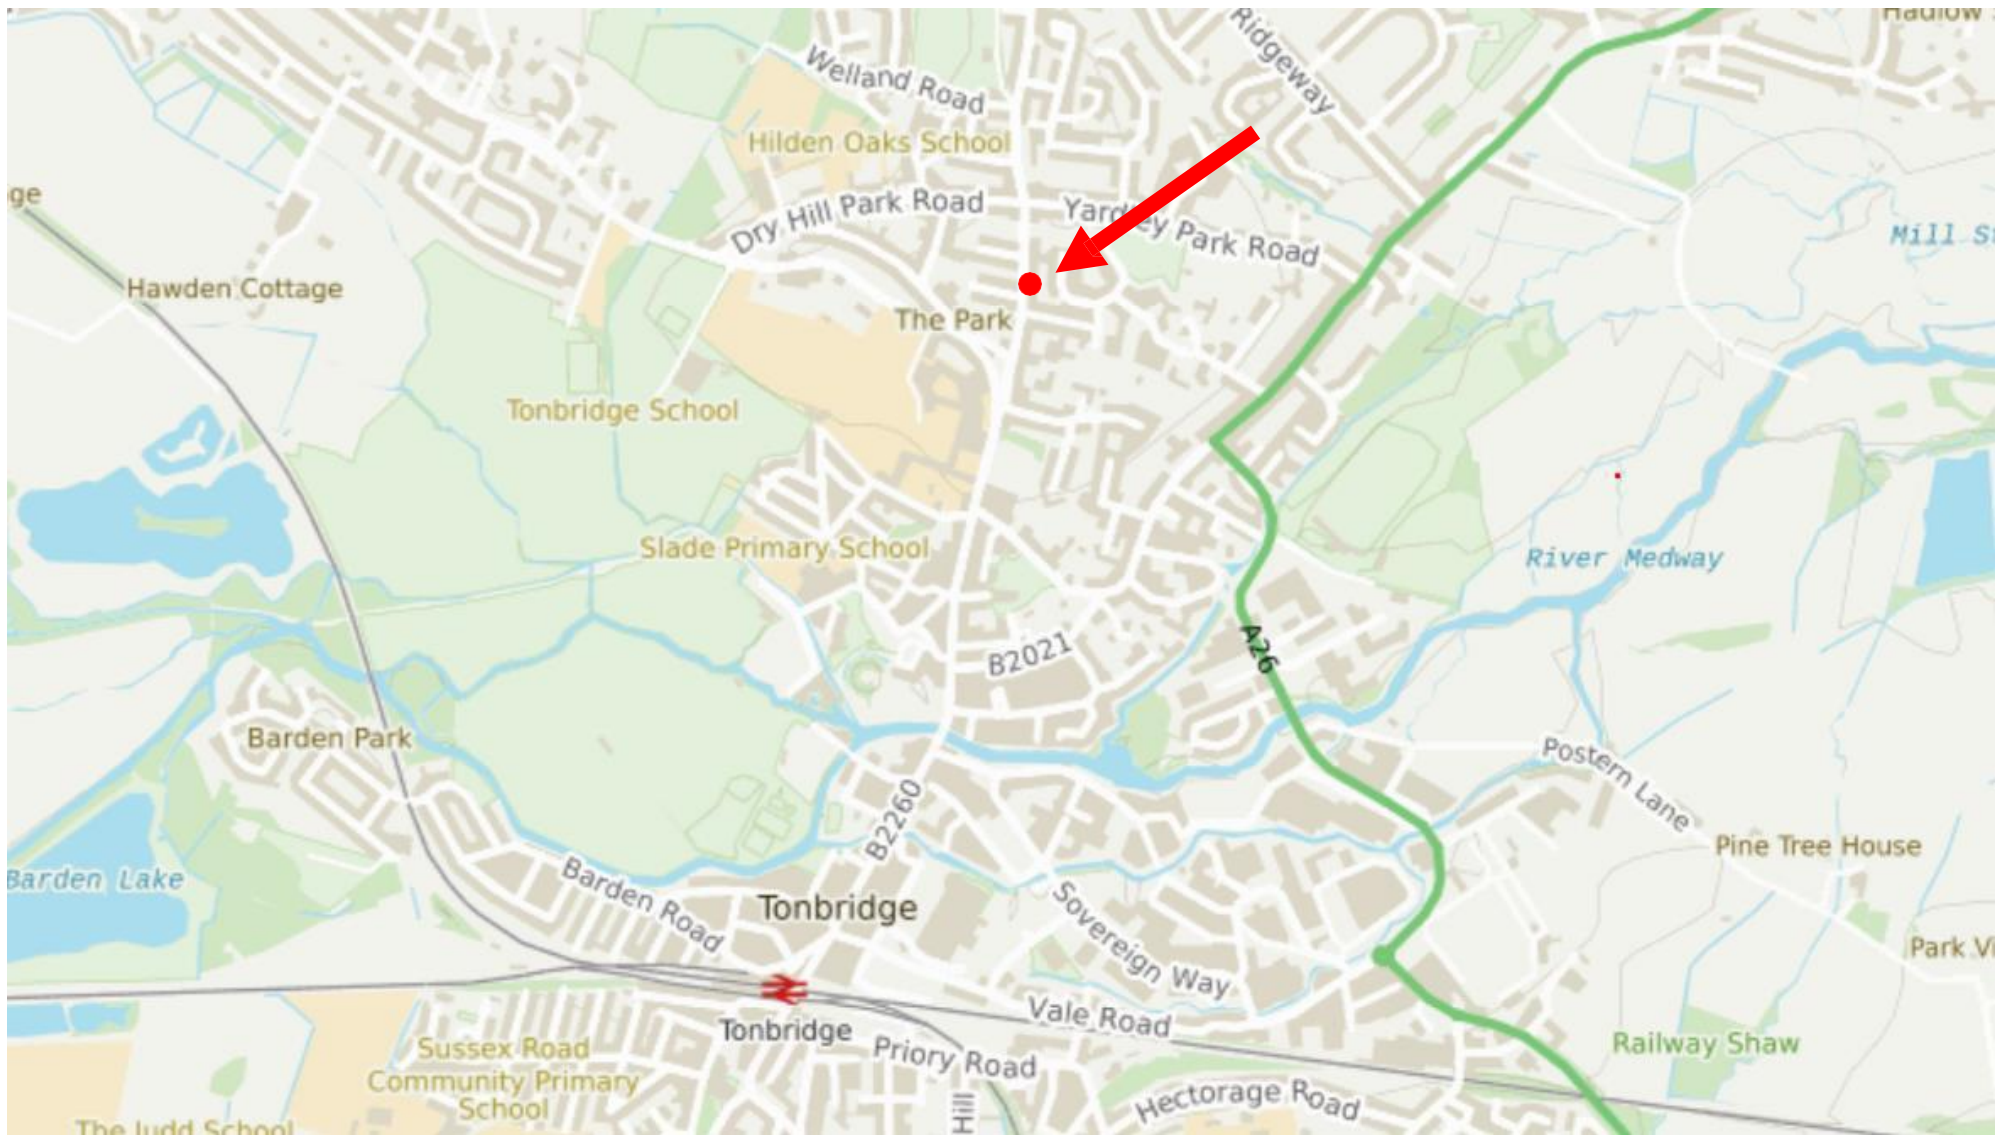 Hadlow
Ridgeway
Welland Road
Hilden Oaks School
ge
Dry Hill Park Road
Yardley Park Road
Mill St
Hawden Cottage
The Park
Tonbridge School
Slade Primary School
River Medway
A26
B2021
Barden Park
Postern Lane
B2260
Pine Tree House
Barden Lake
Barden Road
Tonbridge
Sovereign Way
Park Vi
Vale Road
Tonbridge
Priory Road
Railway Shaw
Sussex Road
Community Primary
School
Hectorage Road
Hill
The Judd School